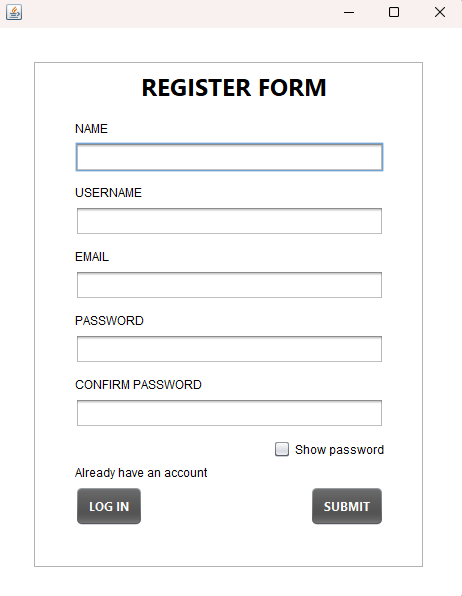 REGISTER FORM
NAME
USERNAME
EMAIL
PASSWORD
CONFIRM PASSWORD
Show password
Already have an account
LOG IN
SUBMIT